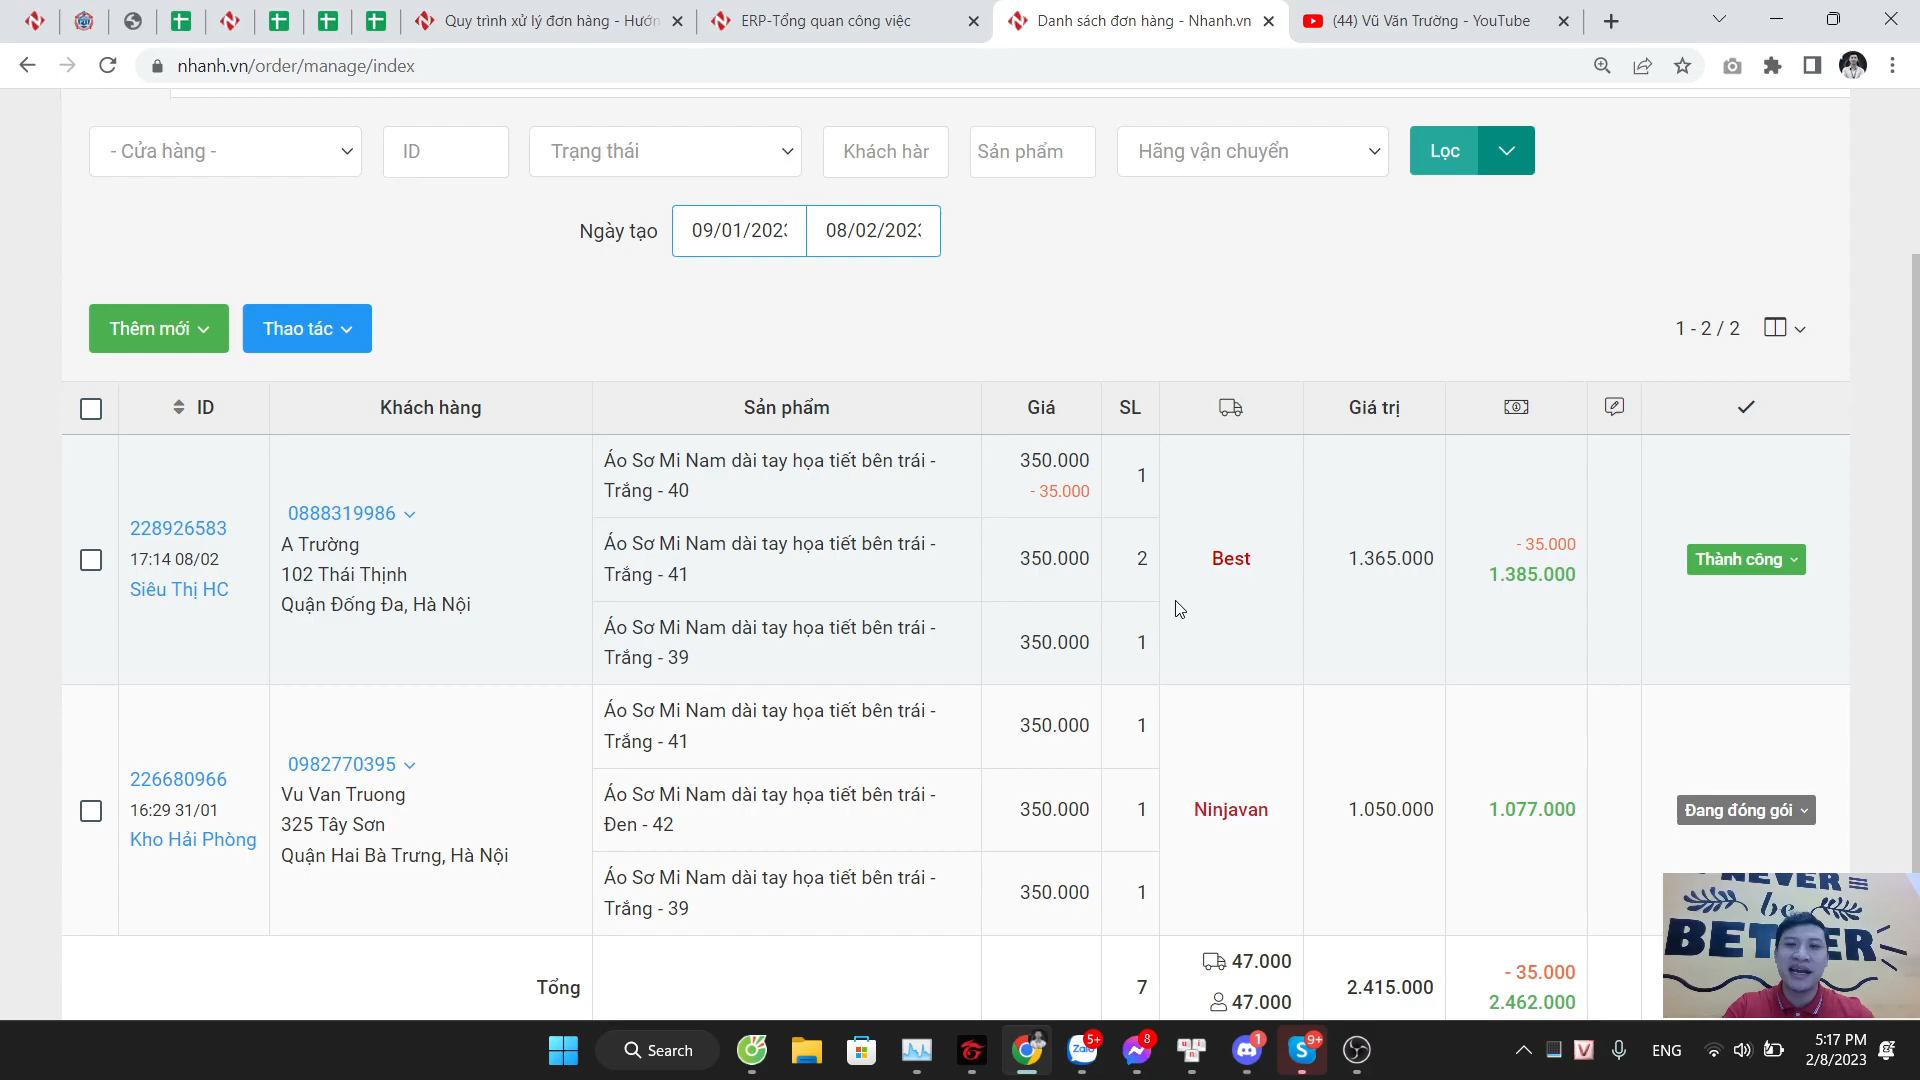 Quy trình xử lý đơn hàng - Hướn
ERP-Tổng quan công việc
Danh sách đơn hàng - Nhanh.vn
(44) Vũ Văn Trường - YouTube
nhanh.vn/order/manage/index
- Cửa hàng -
ID
Trạng thái
Khách hàr
Sản phẩm
Hãng vận chuyển
Lọc
Ngày tạo
09/01/202
08/02/202
Thêm mới
Thao tác
1 - 2 / 2
ID
Khách hàng
Sản phẩm
Giá
SL
Giá trị
228926583
17:14 08/02
Siêu Thị HC
0888319986
A Trường
102 Thái Thịnh
Quận Đống Đa, Hà Nội
Áo Sơ Mi Nam dài tay họa tiết bên trái -
Trắng - 40
350.000
- 35.000
1
Áo Sơ Mi Nam dài tay họa tiết bên trái -
Trắng - 41
350.000
2
Áo Sơ Mi Nam dài tay họa tiết bên trái -
Trắng - 39
350.000
1
Best
1.365.000
- 35.000
1.385.000
Thành công
226680966
16:29 31/01
Kho Hải Phòng
0982770395
Vu Van Truong
325 Tây Sơn
Quận Hai Bà Trưng, Hà Nội
Áo Sơ Mi Nam dài tay họa tiết bên trái -
Trắng - 41
350.000
1
Áo Sơ Mi Nam dài tay họa tiết bên trái -
Đen - 42
350.000
1
Áo Sơ Mi Nam dài tay họa tiết bên trái -
Trắng - 39
350.000
1
Ninjavan
1.050.000
1.077.000
Đang đóng gói
Tổng
7
47.000
47.000
2.415.000
- 35.000
2.462.000
NEVER
be
BETTER
Search
Zalo
5+
8
1
9+
ENG
5:17 PM
2/8/2023